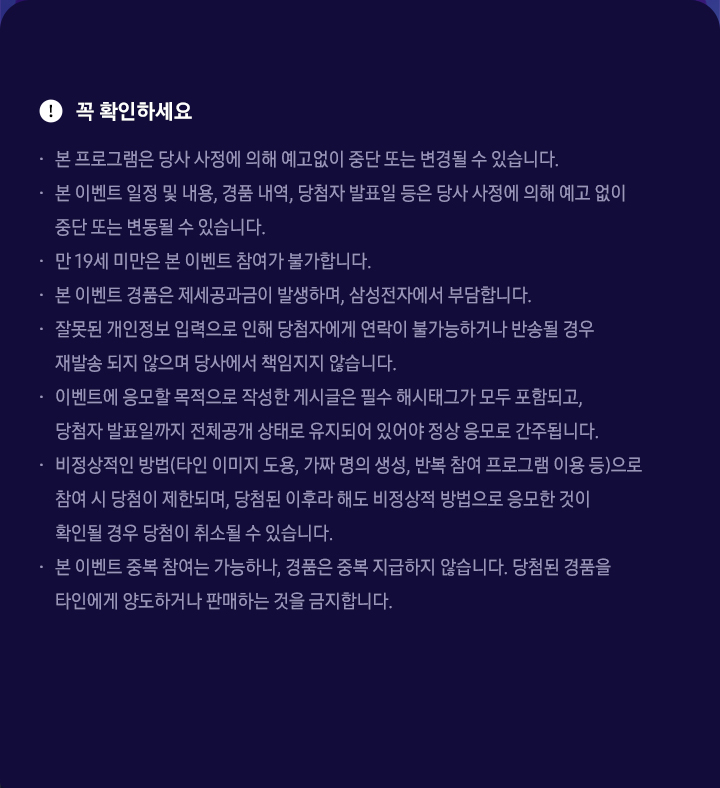 ! 꼭 확인하세요
· 본 프로그램은 당사 사정에 의해 예고없이 중단 또는 변경될 수 있습니다.
· 본 이벤트 일정 및 내용, 경품 내역, 당첨자 발표일 등은 당사 사정에 의해 예고 없이
중단 또는 변동될 수 있습니다.
· 만 19세 미만은 본 이벤트 참여가 불가합니다.
· 본 이벤트 경품은 제세공과금이 발생하며, 삼성전자에서 부담합니다.
· 잘못된 개인정보 입력으로 인해 당첨자에게 연락이 불가능하거나 반송될 경우
재발송 되지 않으며 당사에서 책임지지 않습니다.
· 이벤트에 응모할 목적으로 작성한 게시글은 필수 해시태그가 모두 포함되고,
당첨자 발표일까지 전체공개 상태로 유지되어 있어야 정상 응모로 간주됩니다.
· 비정상적인 방법(타인 이미지 도용, 가짜 명의 생성, 반복 참여 프로그램 이용 등)으로
참여 시 당첨이 제한되며, 당첨된 이후라 해도 비정상적 방법으로 응모한 것이
확인될 경우 당첨이 취소될 수 있습니다.
· 본 이벤트 중복 참여는 가능하나, 경품은 중복 지급하지 않습니다. 당첨된 경품을
타인에게 양도하거나 판매하는 것을 금지합니다.